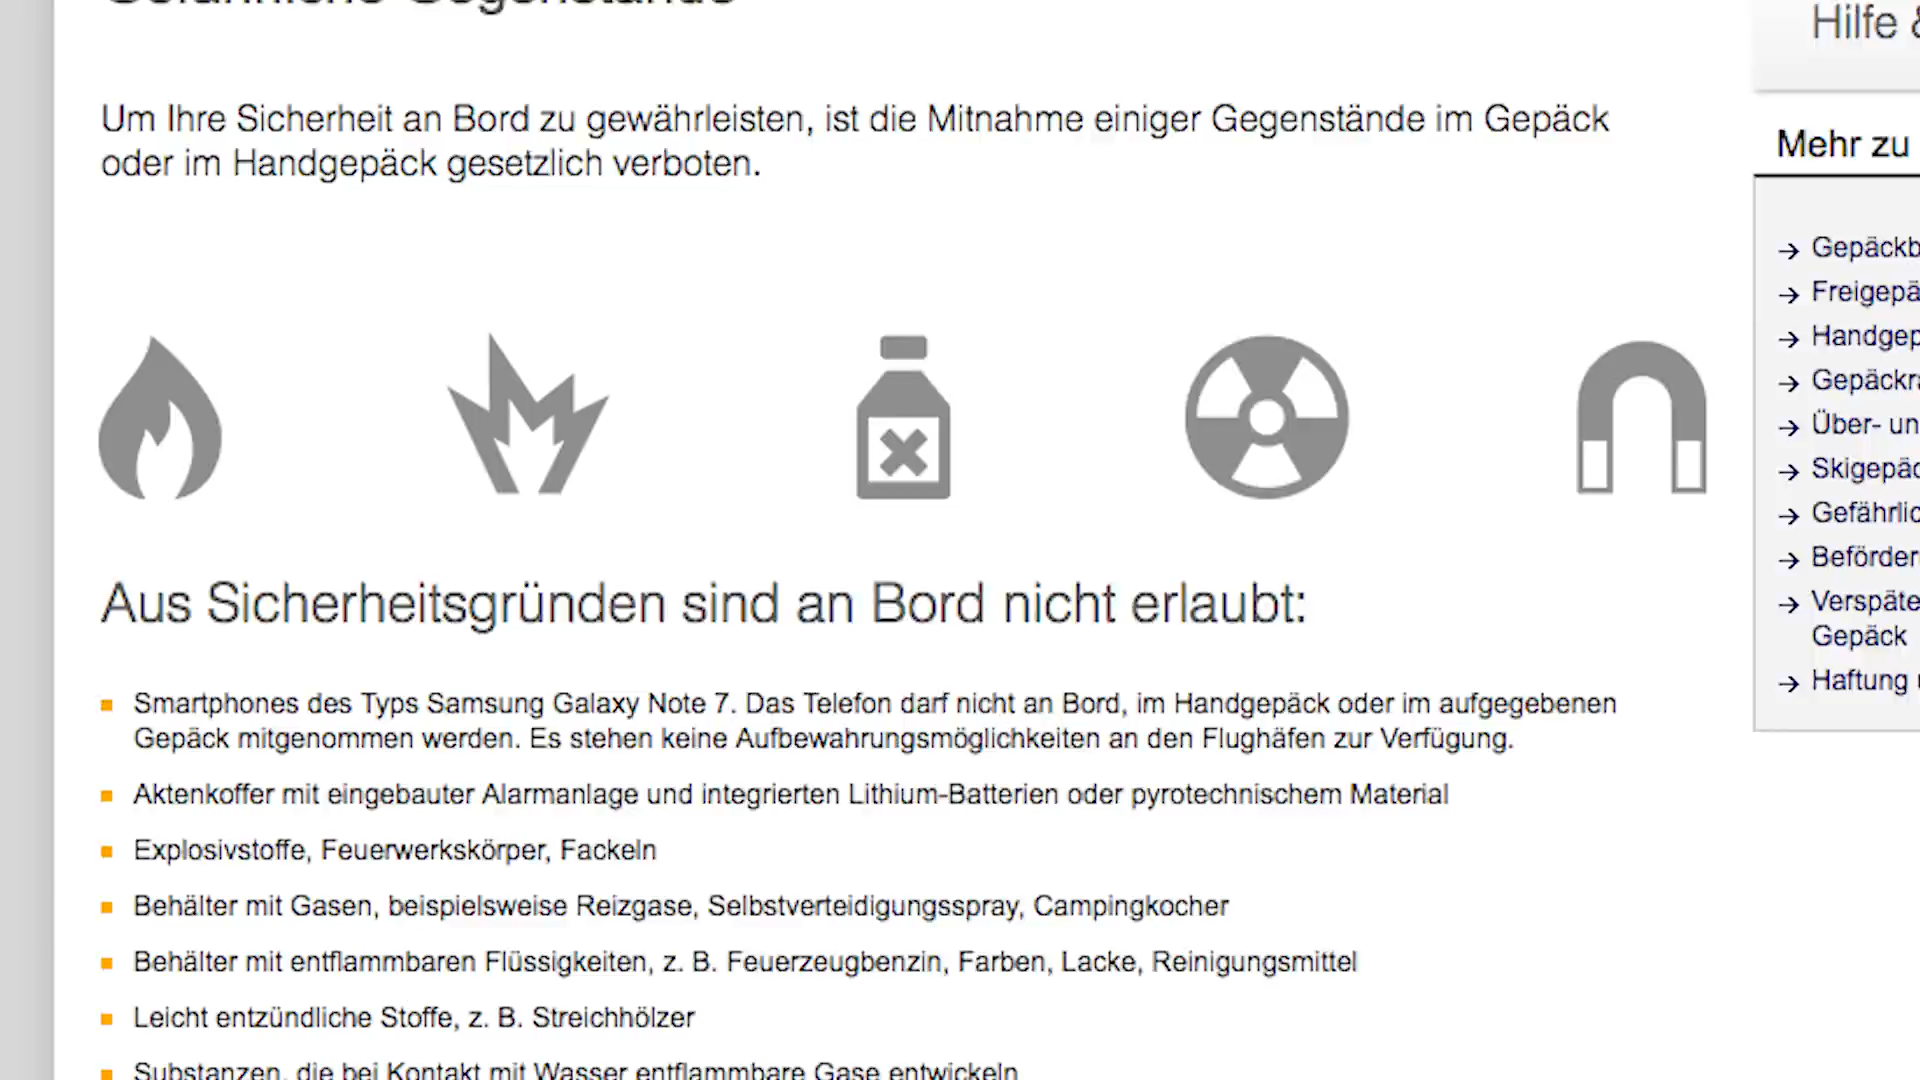 Gefährliche Gegenstände
Um Ihre Sicherheit an Bord zu gewährleisten, ist die Mitnahme einiger Gegenstände im Gepäck
oder im Handgepäck gesetzlich verboten.
Aus Sicherheitsgründen sind an Bord nicht erlaubt:
Smartphones des Typs Samsung Galaxy Note 7. Das Telefon darf nicht an Bord, im Handgepäck oder im aufgegebenen
Gepäck mitgenommen werden. Es stehen keine Aufbewahrungsmöglichkeiten an den Flughäfen zur Verfügung.
Aktenkoffer mit eingebauter Alarmanlage und integrierten Lithium-Batterien oder pyrotechnischem Material
Explosivstoffe, Feuerwerkskörper, Fackeln
Behälter mit Gasen, beispielsweise Reizgase, Selbstverteidigungsspray, Campingkocher
Behälter mit entflammbaren Flüssigkeiten, z. B. Feuerzeugbenzin, Farben, Lacke, Reinigungsmittel
Leicht entzündliche Stoffe, z. B. Streichhölzer
Substanzen, die bei Kontakt mit Wasser entflammbare Gase entwickeln
Hilfe &
Mehr zu
→ Gepäckb
→ Freigepä
→ Handgep
→ Gepäckra
→ Über- un
→ Skigepäc
→ Gefährlic
→ Beförder
→ Verspäte
Gepäck
→ Haftung u